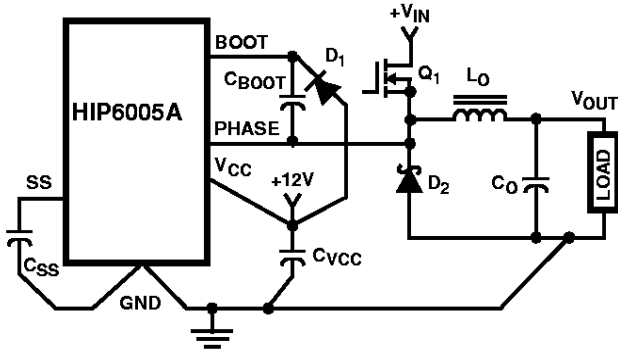 +VIN
BOOT
D1
CBOOT
Q1
LO
HIP6005A
VOUT
PHASE
VCC
SS
+12V
D2
CO
LOAD
CSS
CVCC
GND